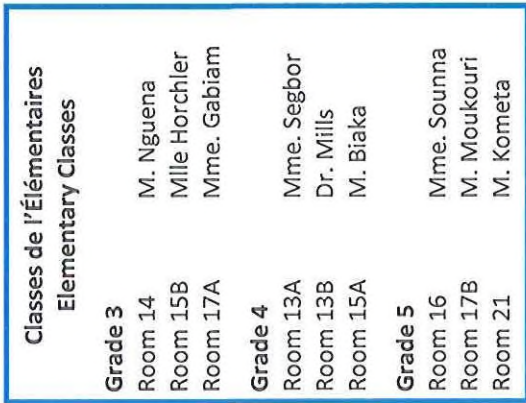 Classes de l'Élémentaires
Elementary Classes
Grade 3
Room 14 M. Nguena
Room 15B Mlle Horchler
Room 17A Mme. Gabiam
Grade 4
Room 13A Mme. Segbor
Room 13B Dr. Mills
Room 15A M. Biaka
Grade 5
Room 16 Mme. Sounna
Room 17B M. Moukouri
Room 21 M. Kometa